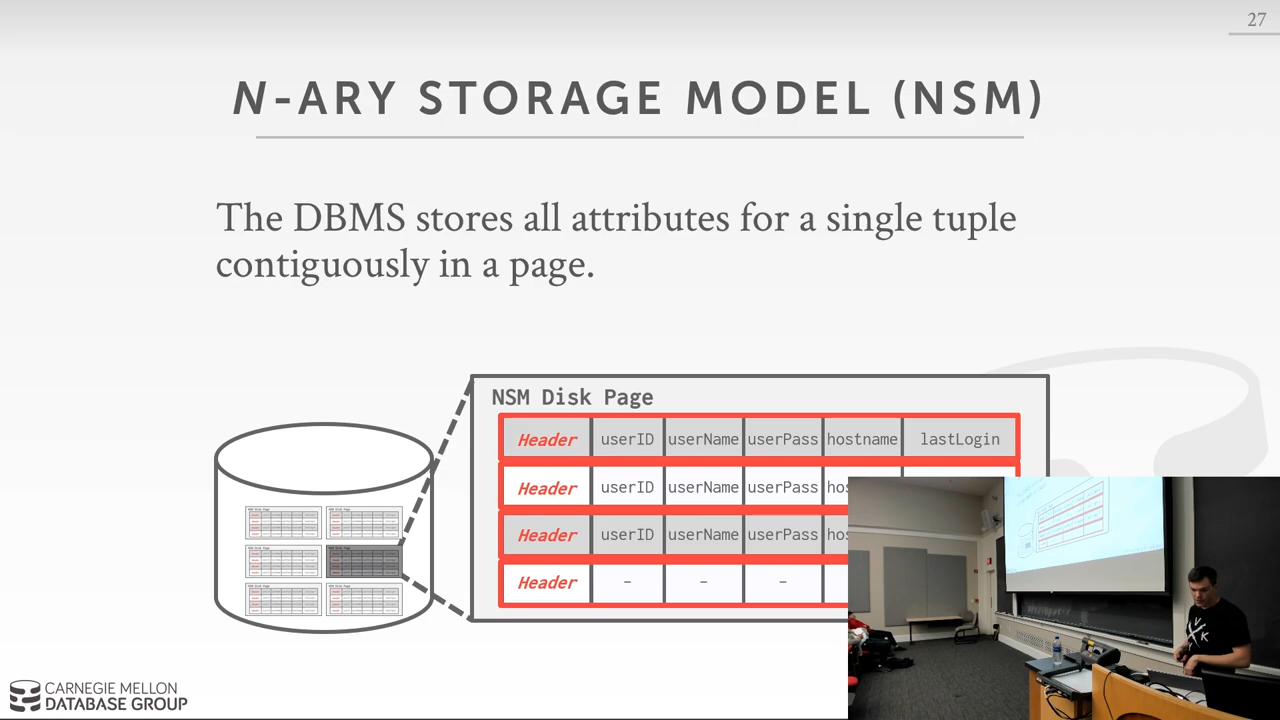 27
N-ARY STORAGE MODEL (NSM)
The DBMS stores all attributes for a single tuple
contiguously in a page.
NSM Disk Page
Header userID userName userPass hostname lastLogin
Header userID userName userPass hos
Header userID userName userPass hos
Header - - -
CARNEGIE MELLON
DATABASE GROUP